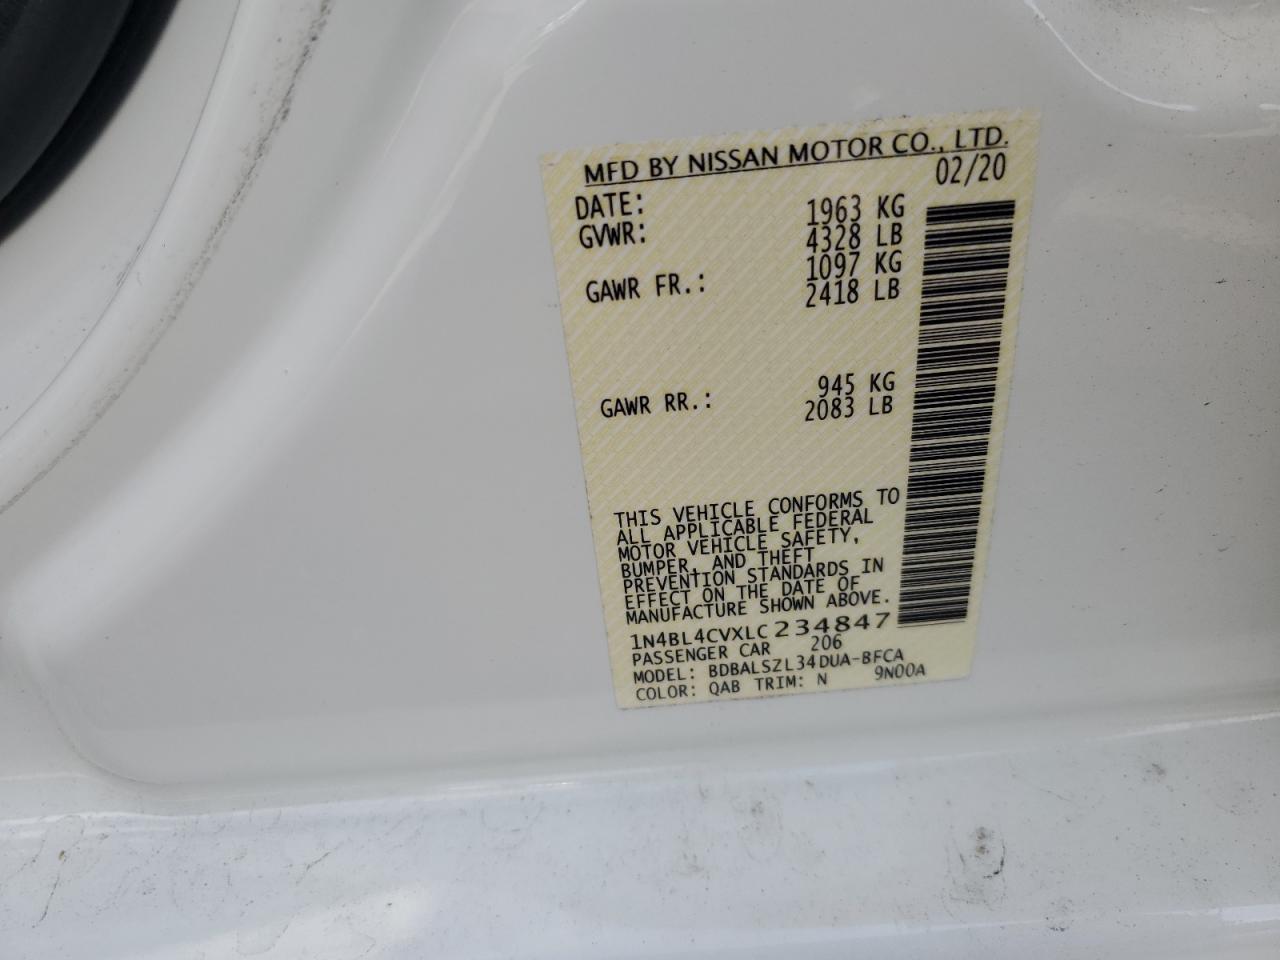 MFD BY NISSAN MOTOR CO., LTD.
DATE: 02/20
GVWR: 1963 KG
4328 LB
GAWR FR.: 1097 KG
2418 LB
GAWR RR.: 945 KG
2083 LB
THIS VEHICLE CONFORMS TO
ALL APPLICABLE FEDERAL
MOTOR VEHICLE SAFETY,
BUMPER, AND THEFT
PREVENTION STANDARDS IN
EFFECT ON THE DATE OF
MANUFACTURE SHOWN ABOVE.
1N4BL4CVXLC234847
PASSENGER CAR 206
MODEL: BDBALSZL34DUA-BFCA
COLOR: QAB TRIM: N 9N00A